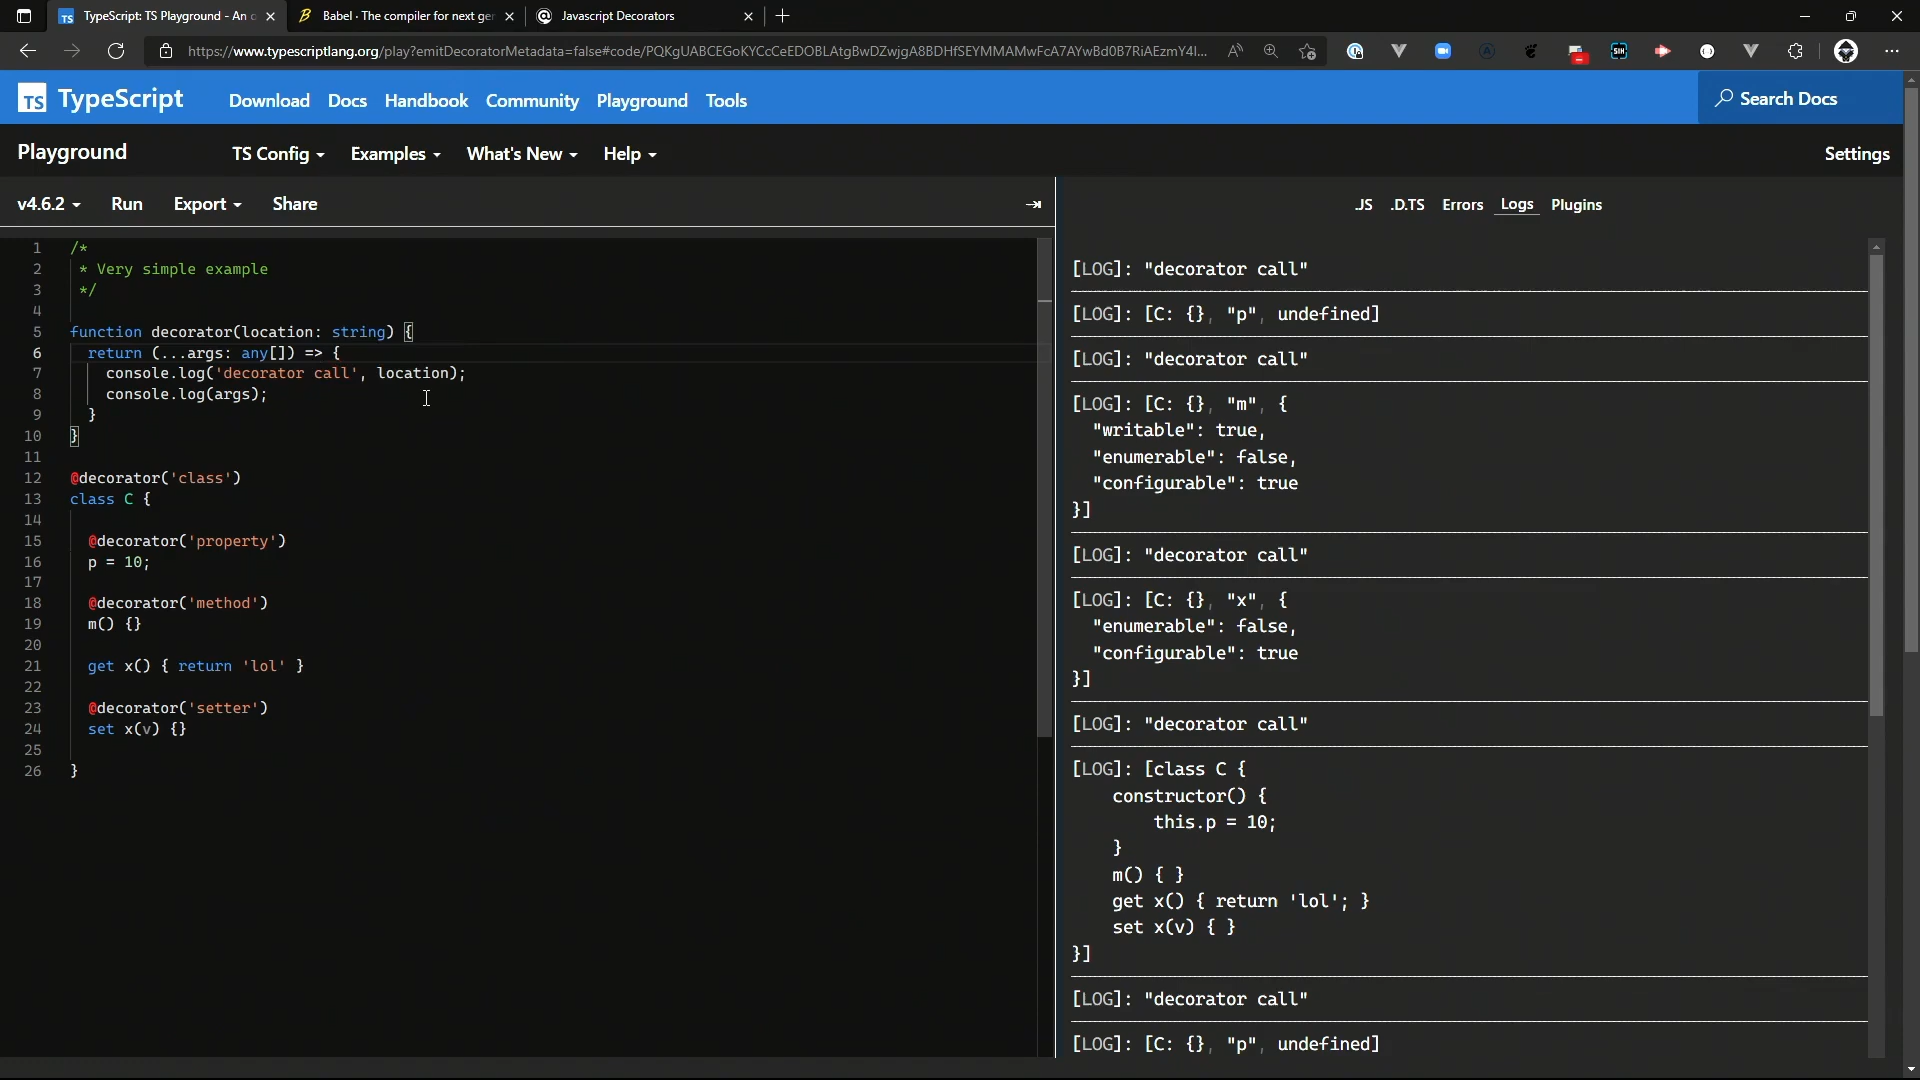 TypeScript: TS Playground - An o
Babel · The compiler for next ger
Javascript Decorators
https://www.typescriptlang.org/play?emitDecoratorMetadata=false#code/PQKgUABCEGoKYCcCeEDOBLAtgBwDZwjgA8BDHfSEYMMAMwFcA7AYwBd0B7RiAEzmY4I...
TS TypeScript
Download Docs Handbook Community Playground Tools
Search Docs
Playground
TS Config Examples What's New Help
Settings
v4.6.2 Run Export Share
.JS .D.TS Errors Logs Plugins
1 /*
2 * Very simple example
3 */
4
5 function decorator(location: string) {
6 return (...args: any[]) => {
7 console.log('decorator call', location);
8 console.log(args);
9 }
10 }
11
12 @decorator('class')
13 class C {
14
15 @decorator('property')
16 p = 10;
17
18 @decorator('method')
19 m() {}
20
21 get x() { return 'lol' }
22
23 @decorator('setter')
24 set x(v) {}
25
26 }
[LOG]: "decorator call"
[LOG]: [C: {}, "p", undefined]
[LOG]: "decorator call"
[LOG]: [C: {}, "m", {
"writable": true,
"enumerable": false,
"configurable": true
}]
[LOG]: "decorator call"
[LOG]: [C: {}, "x", {
"enumerable": false,
"configurable": true
}]
[LOG]: "decorator call"
[LOG]: [class C {
constructor() {
this.p = 10;
}
m() { }
get x() { return 'lol'; }
set x(v) { }
}]
[LOG]: "decorator call"
[LOG]: [C: {}, "p", undefined]